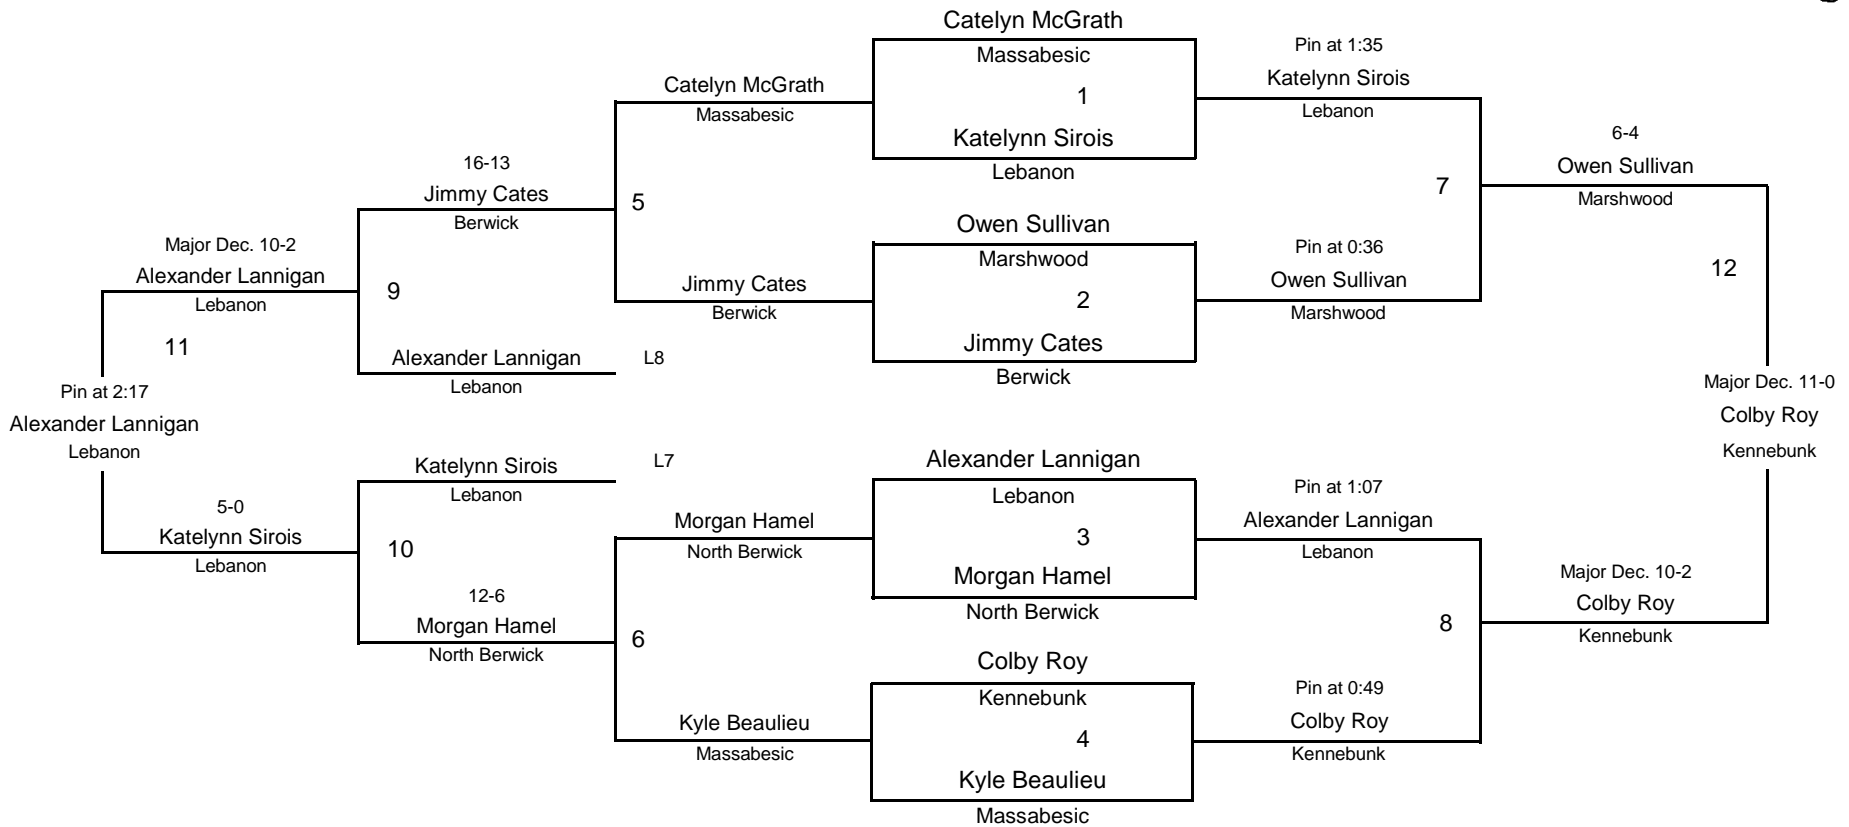 Catelyn McGrath
Massabesic
1
Katelynn Sirois
Lebanon
Owen Sullivan
Marshwood
2
Jimmy Cates
Berwick
Alexander Lannigan
Lebanon
3
Morgan Hamel
North Berwick
Colby Roy
Kennebunk
4
Kyle Beaulieu
Massabesic
Pin at 1:35
Katelynn Sirois
Lebanon
7
Pin at 0:36
Owen Sullivan
Marshwood
Pin at 1:07
Alexander Lannigan
Lebanon
8
Pin at 0:49
Colby Roy
Kennebunk
6-4
Owen Sullivan
Marshwood
12
Major Dec. 10-2
Colby Roy
Kennebunk
Major Dec. 11-0
Colby Roy
Kennebunk
Catelyn McGrath
Massabesic
5
Jimmy Cates
Berwick
L8
L7
Morgan Hamel
North Berwick
6
Kyle Beaulieu
Massabesic
16-13
Jimmy Cates
Berwick
9
Alexander Lannigan
Lebanon
Katelynn Sirois
Lebanon
10
12-6
Morgan Hamel
North Berwick
Major Dec. 10-2
Alexander Lannigan
Lebanon
11
5-0
Katelynn Sirois
Lebanon
Pin at 2:17
Alexander Lannigan
Lebanon